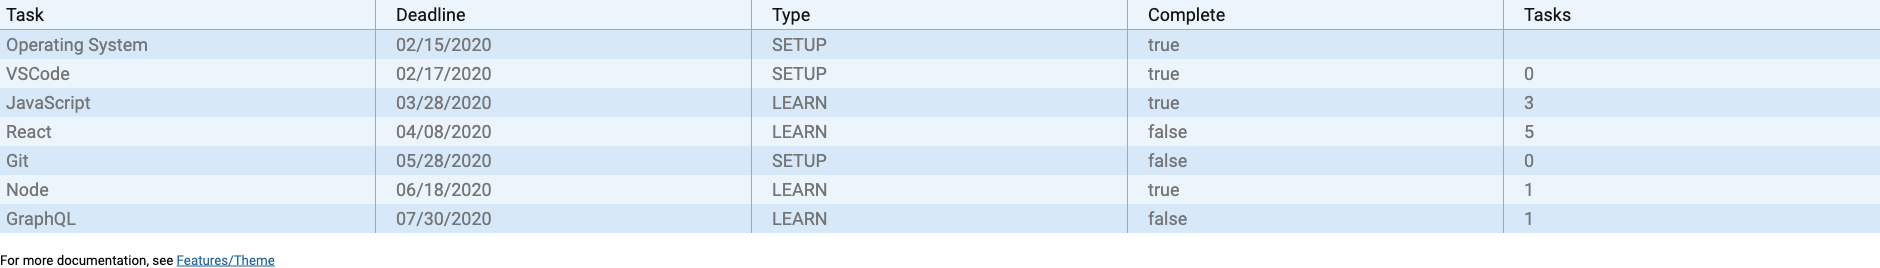 Task Deadline Type Complete Tasks
Operating System 02/15/2020 SETUP true
VSCode 02/17/2020 SETUP true 0
JavaScript 03/28/2020 LEARN true 3
React 04/08/2020 LEARN false 5
Git 05/28/2020 SETUP false 0
Node 06/18/2020 LEARN true 1
GraphQL 07/30/2020 LEARN false 1
For more documentation, see Features/Theme